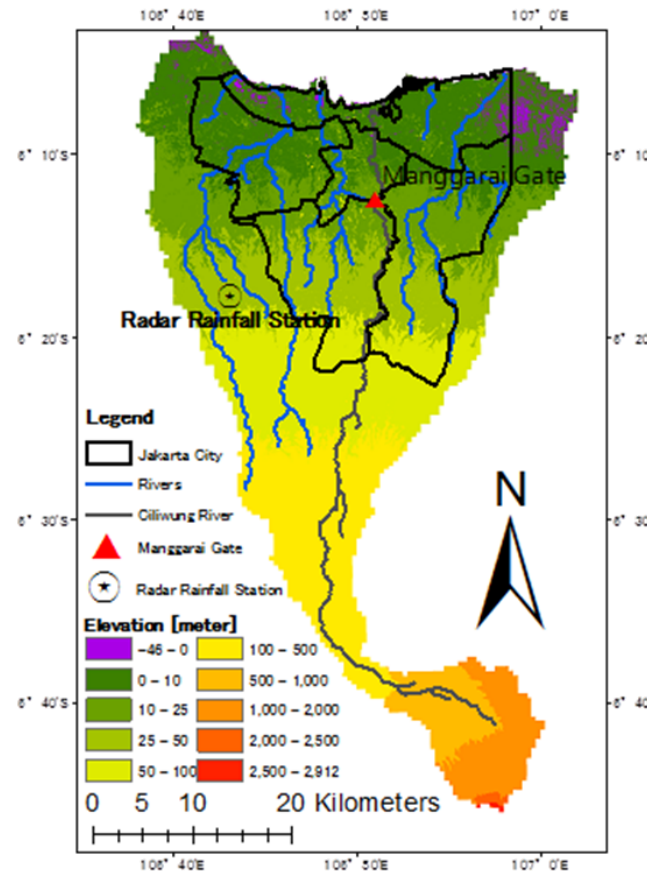 106° 40'E 106° 50'E 107° 0'E
6° 10'S 6° 10'S
Manggarai Gate
Radar Rainfall Station
6° 20'S 6° 20'S
Legend
Jakarta City
Rivers
Ciliwung River
Manggarai Gate
Radar Rainfall Station
N
6° 30'S 6° 30'S
Elevation [meter]
-46 - 0 100 - 500
0 - 10 500 - 1,000
10 - 25 1,000 - 2,000
25 - 50 2,000 - 2,500
50 - 100 2,500 - 2,912
6° 40'S 6° 40'S
0 5 10 20 Kilometers
106° 40'E 106° 50'E 107° 0'E